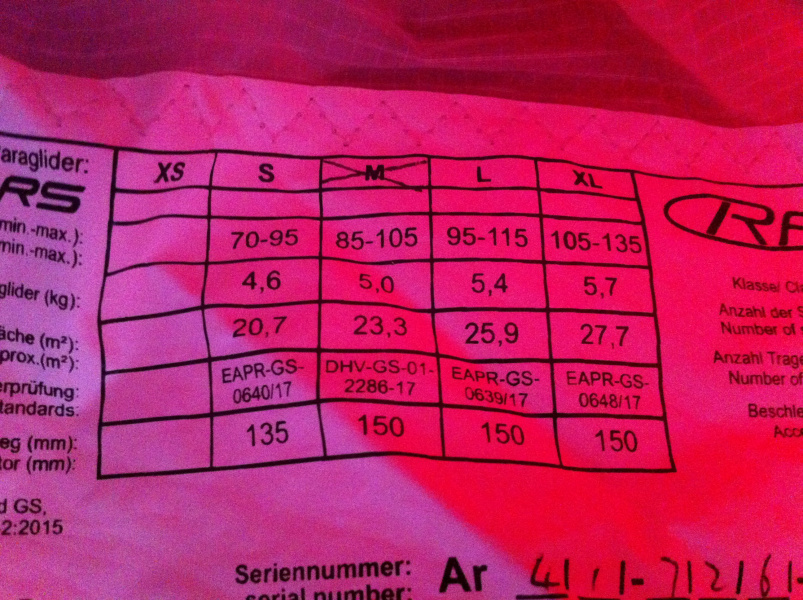 araglider:
RS
XS S M L XL
min.-max.): 70-95 85-105 95-115 105-135
min.-max.):
glider (kg): 4,6 5,0 5,4 5,7
äche (m²): 20,7 23,3 25,9 27,7
prox.(m²):
erprüfung: EAPR-GS-0640/17 DHV-GS-01-2286-17 EAPR-GS-0639/17 EAPR-GS-0648/17
tandards:
eg (mm): 135 150 150 150
tor (mm):
d GS,
2:2015
Klasse/ Cl
Anzahl der S
Number of
Anzahl Trage
Number of
Beschle
Acc
Seriennummer: Ar
serial number: